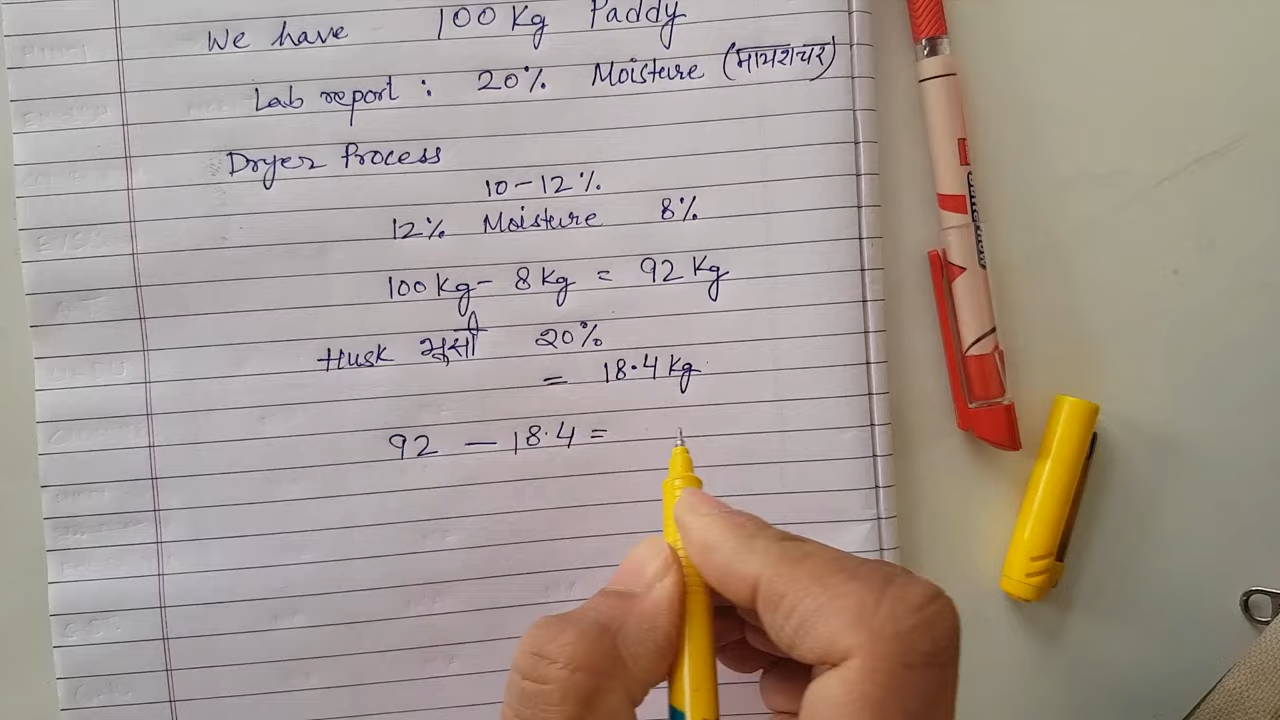 We have 100 Kg Paddy
Lab report : 20% Moisture (मायशचर)
Dryer Process
10-12%
12% Moisture 8%
100 Kg - 8 Kg = 92 Kg
Husk भूसी 20%
= 18.4 Kg
92 - 18.4 =